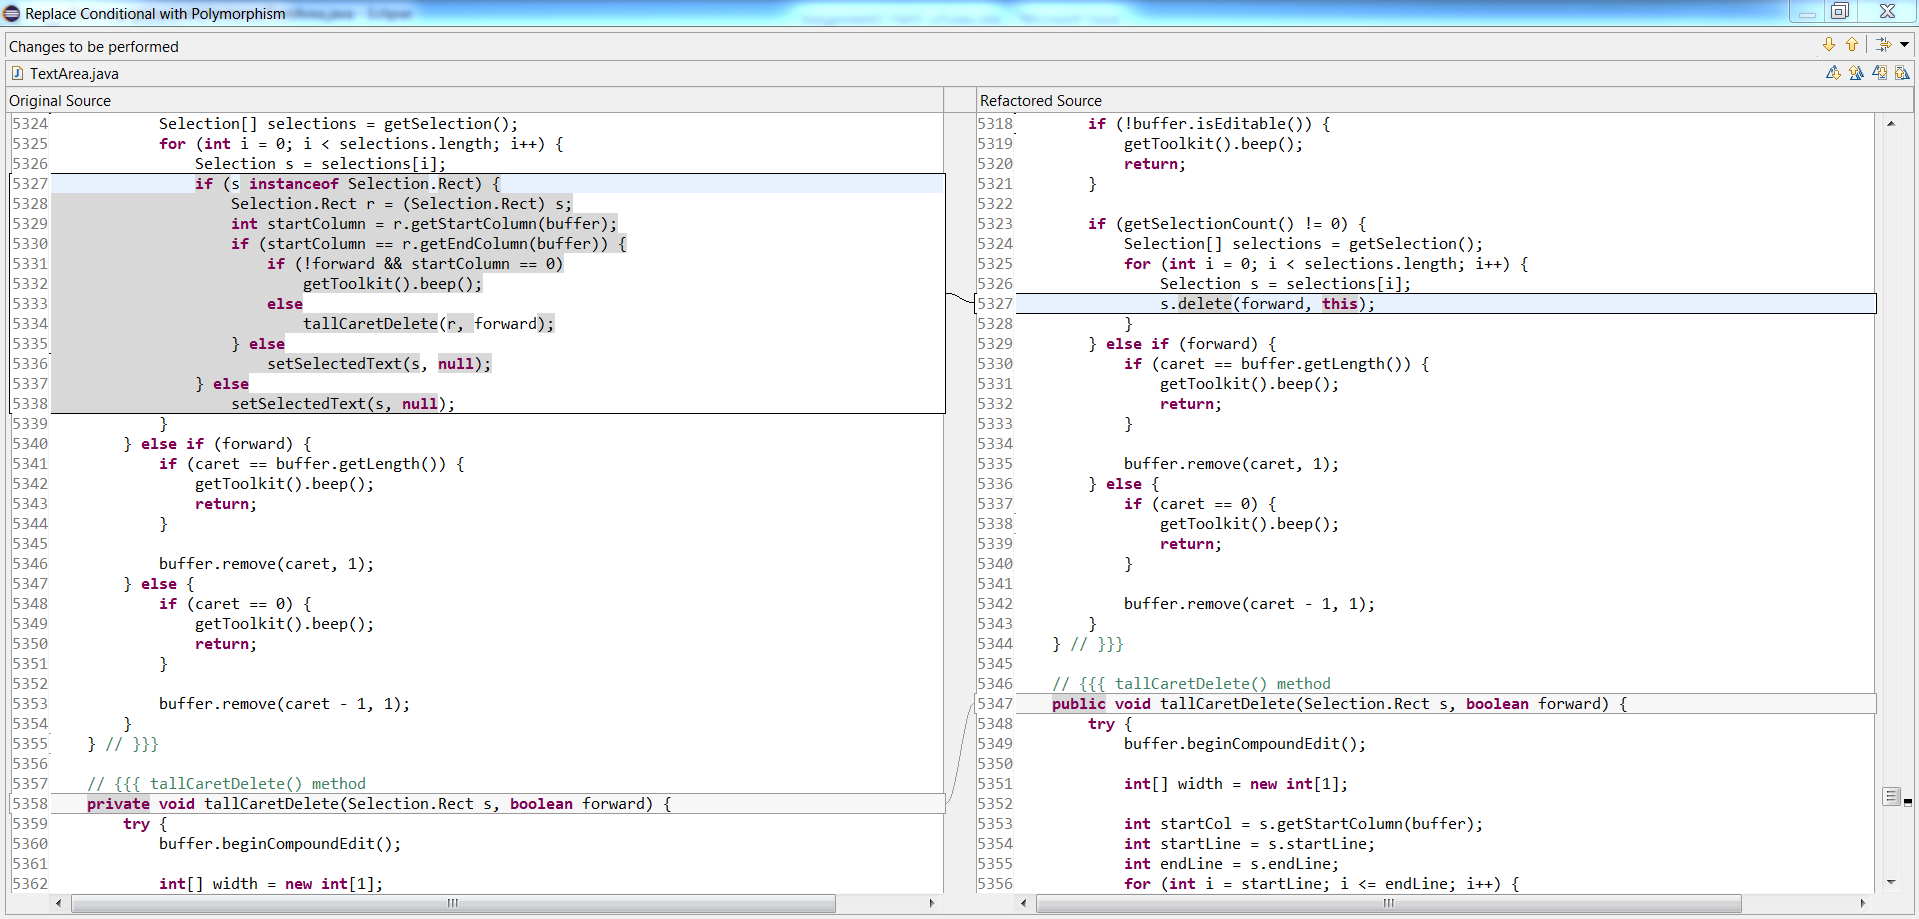 Replace Conditional with Polymorphism
Changes to be performed
TextArea.java
Original Source
5324 Selection[] selections = getSelection();
5325 for (int i = 0; i < selections.length; i++) {
5326 Selection s = selections[i];
5327 if (s instanceof Selection.Rect) {
5328 Selection.Rect r = (Selection.Rect) s;
5329 int startColumn = r.getStartColumn(buffer);
5330 if (startColumn == r.getEndColumn(buffer)) {
5331 if (!forward && startColumn == 0)
5332 getToolkit().beep();
5333 else
5334 tallCaretDelete(r, forward);
5335 } else
5336 setSelectedText(s, null);
5337 } else
5338 setSelectedText(s, null);
5339 }
5340 } else if (forward) {
5341 if (caret == buffer.getLength()) {
5342 getToolkit().beep();
5343 return;
5344 }
5345
5346 buffer.remove(caret, 1);
5347 } else {
5348 if (caret == 0) {
5349 getToolkit().beep();
5350 return;
5351 }
5352
5353 buffer.remove(caret - 1, 1);
5354 }
5355 } // }}}
5356
5357 // {{{ tallCaretDelete() method
5358 private void tallCaretDelete(Selection.Rect s, boolean forward) {
5359 try {
5360 buffer.beginCompoundEdit();
5361
5362 int[] width = new int[1];
Refactored Source
5318 if (!buffer.isEditable()) {
5319 getToolkit().beep();
5320 return;
5321 }
5322
5323 if (getSelectionCount() != 0) {
5324 Selection[] selections = getSelection();
5325 for (int i = 0; i < selections.length; i++) {
5326 Selection s = selections[i];
5327 s.delete(forward, this);
5328 }
5329 } else if (forward) {
5330 if (caret == buffer.getLength()) {
5331 getToolkit().beep();
5332 return;
5333 }
5334
5335 buffer.remove(caret, 1);
5336 } else {
5337 if (caret == 0) {
5338 getToolkit().beep();
5339 return;
5340 }
5341
5342 buffer.remove(caret - 1, 1);
5343 }
5344 } // }}}
5345
5346 // {{{ tallCaretDelete() method
5347 public void tallCaretDelete(Selection.Rect s, boolean forward) {
5348 try {
5349 buffer.beginCompoundEdit();
5350
5351 int[] width = new int[1];
5352
5353 int startCol = s.getStartColumn(buffer);
5354 int startLine = s.startLine;
5355 int endLine = s.endLine;
5356 for (int i = startLine; i <= endLine; i++) {